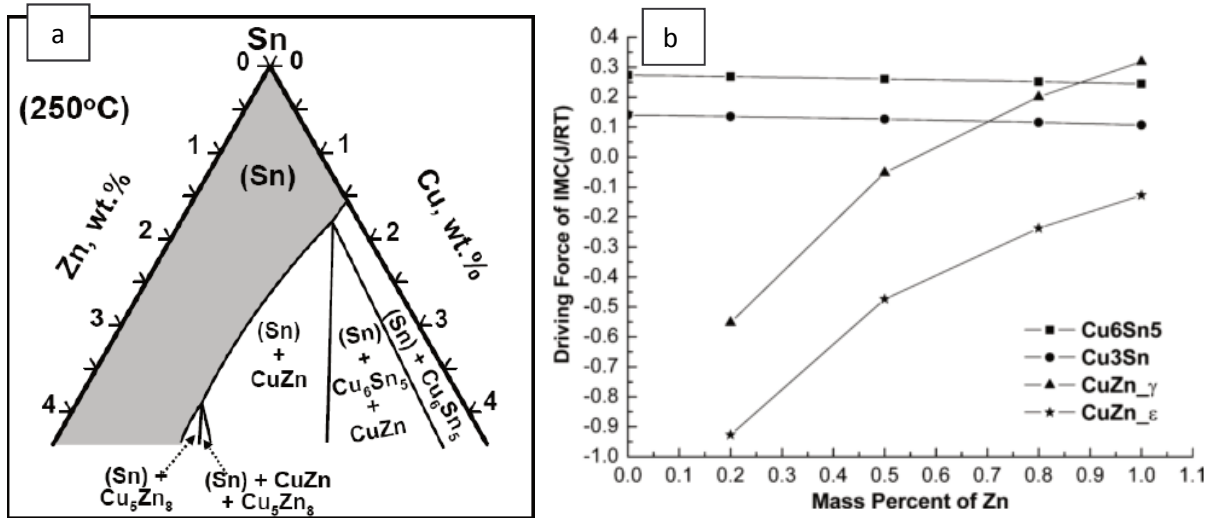 a
Sn
0 0
(250°C)
1
1
(Sn)
Zn, wt.%
Cu, wt.%
2
2
3
3
(Sn)
+
CuZn
(Sn)
+
Cu₆Sn₅
+
CuZn
(Sn) + Cu₆Sn₅
4
4
(Sn) +
Cu₅Zn₈
(Sn) + CuZn
+ Cu₅Zn₈
b
Driving Force of IMC(J/RT)
0.4
0.3
0.2
0.1
0.0
-0.1
-0.2
-0.3
-0.4
-0.5
-0.6
-0.7
-0.8
-0.9
-1.0
Cu6Sn5
Cu3Sn
CuZn_γ
CuZn_ε
0.0 0.1 0.2 0.3 0.4 0.5 0.6 0.7 0.8 0.9 1.0 1.1
Mass Percent of Zn